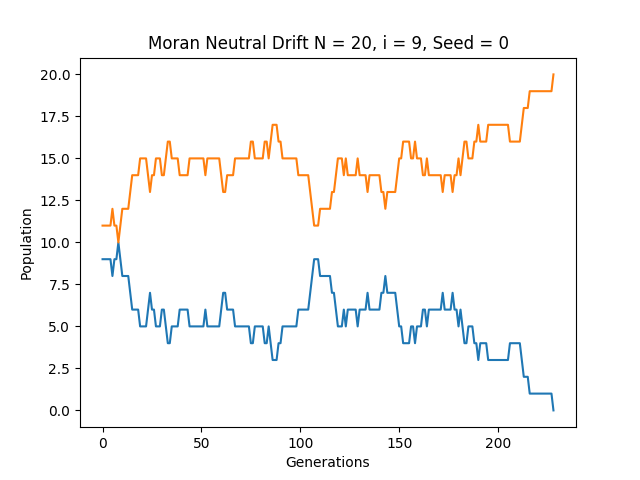 Moran Neutral Drift N = 20, i = 9, Seed = 0
20.0
17.5
15.0
12.5
10.0
7.5
5.0
2.5
0.0
Population
0 50 100 150 200
Generations